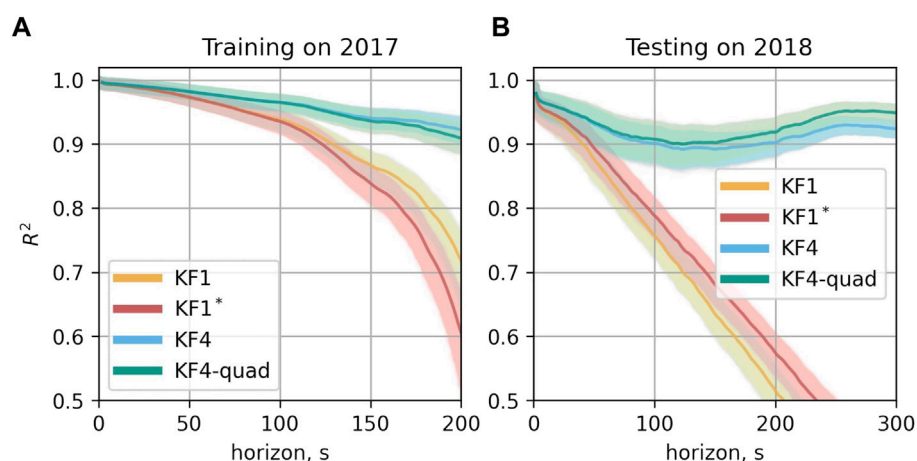 A
Training on 2017
R²
1.0
0.9
0.8
0.7
0.6
0.5
KF1
KF1*
KF4
KF4-quad
0
50
100
150
200
horizon, s
B
Testing on 2018
1.0
0.9
0.8
0.7
0.6
0.5
KF1
KF1*
KF4
KF4-quad
0
100
200
300
horizon, s